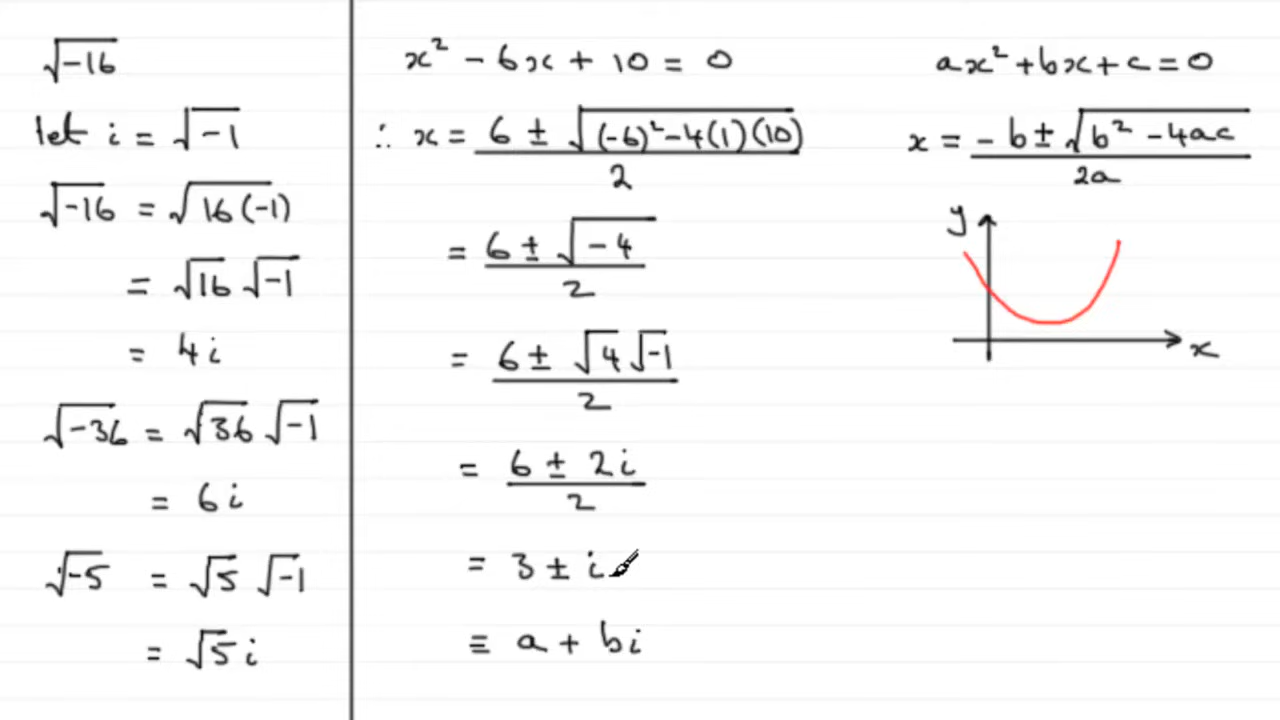 √-16
let i = √-1
√-16 = √16(-1)
= √16 √-1
= 4i
√-36 = √36 √-1
= 6i
√-5 = √5 √-1
= √5 i
x² - 6x + 10 = 0
∴ x = 6 ± √(-6)² - 4(1)(10)
2
= 6 ± √-4
2
= 6 ± √4 √-1
2
= 6 ± 2i
2
= 3 ± i
≡ a + bi
ax² + bx + c = 0
x = -b ± √b² - 4ac
2a
y
x